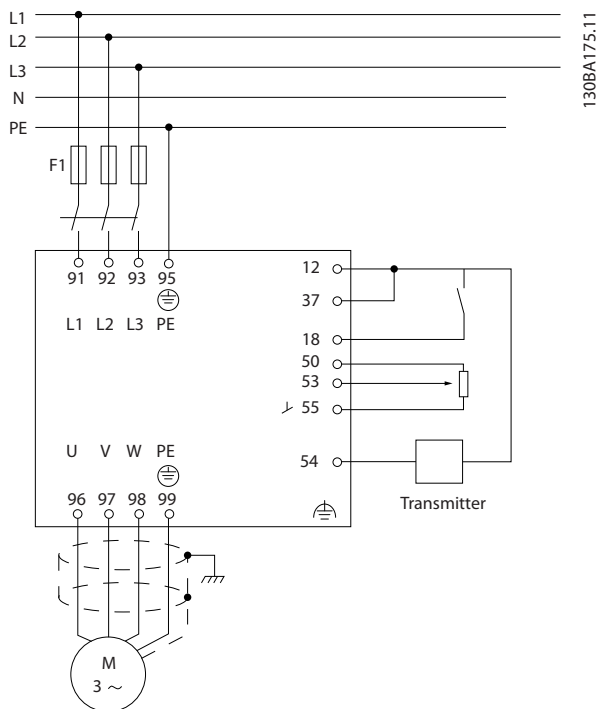 L1
L2
L3
N
PE
130BA175.11
F1
91 92 93 95
L1 L2 L3 PE
12
37
18
50
53
55
54
Transmitter
U V W PE
96 97 98 99
M
3 ~